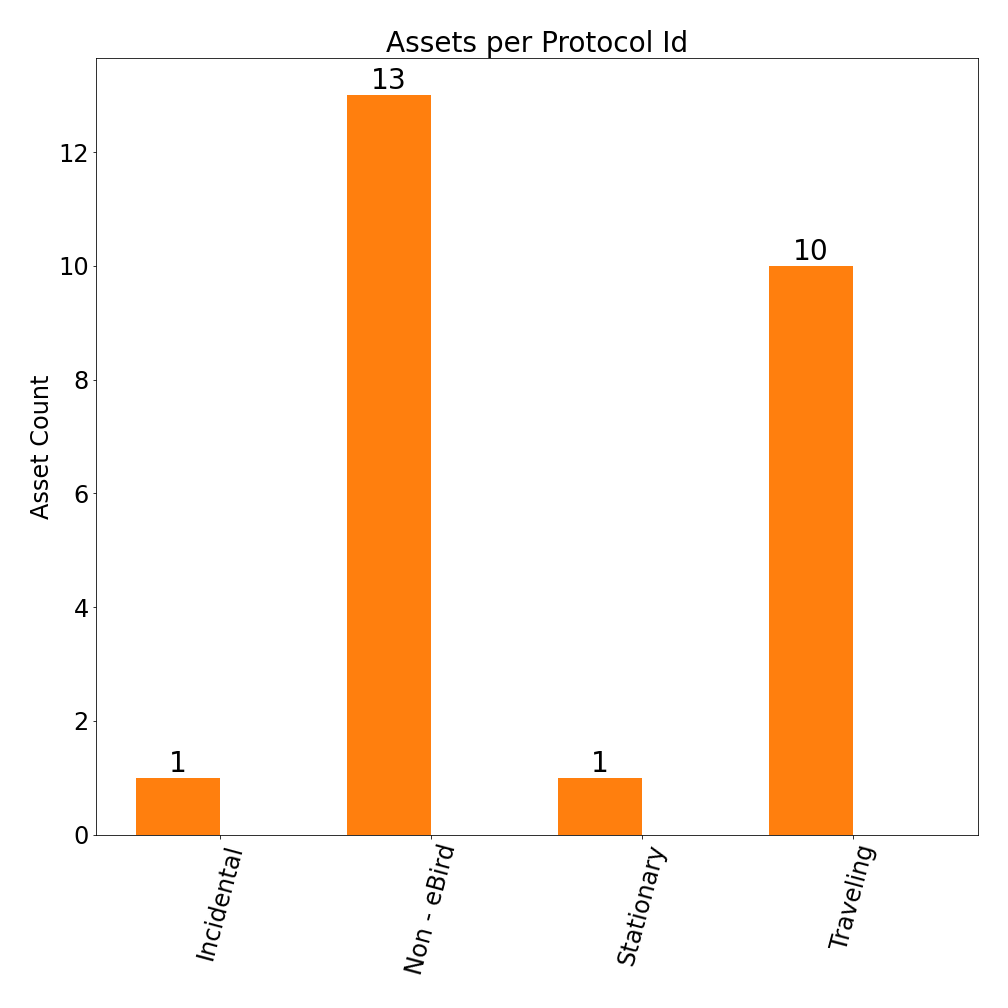 Assets per Protocol Id
13
12
10
10
8
Asset Count
6
4
2
1
1
0
Incidental
Non - eBird
Stationary
Traveling